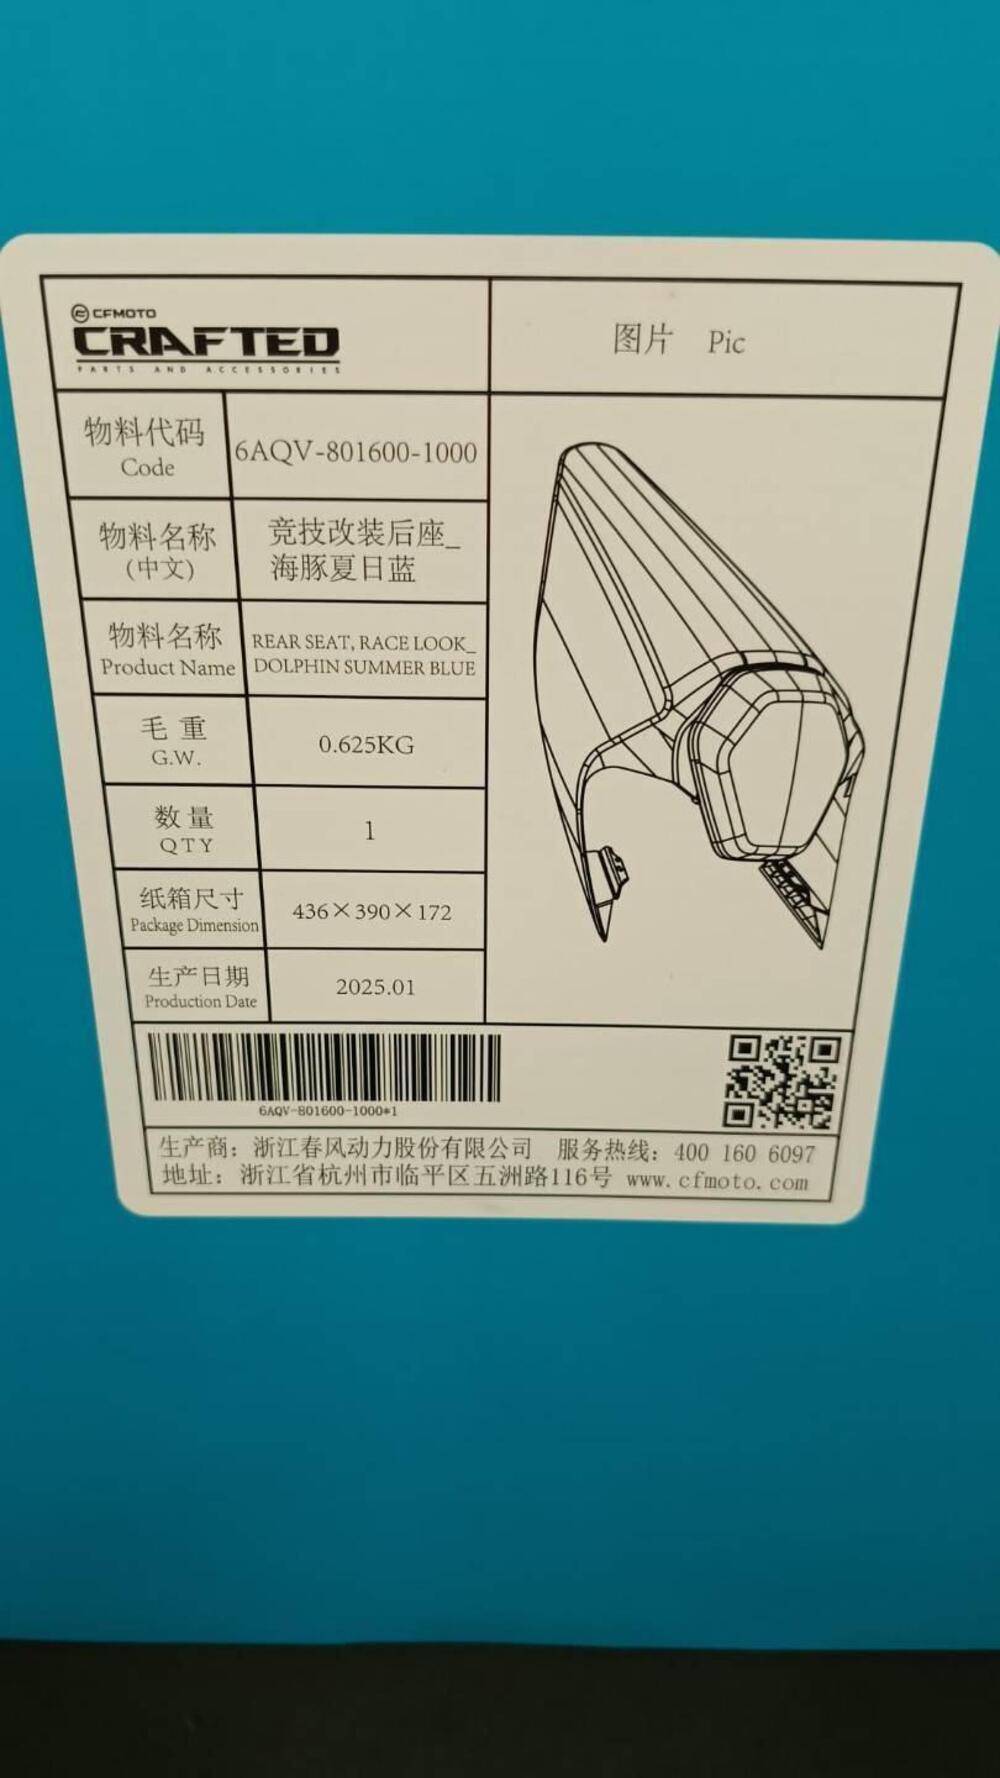 CFMOTO
CRAFTED
PARTS AND ACCESSORIES
图片 Pic
物料代码
Code
6AQV-801600-1000
物料名称
(中文)
竞技改装后座_
海豚夏日蓝
物料名称
Product Name
REAR SEAT, RACE LOOK_
DOLPHIN SUMMER BLUE
毛 重
G.W.
0.625KG
数 量
QTY
1
纸箱尺寸
Package Dimension
436×390×172
生产日期
Production Date
2025.01
6AQV-801600-1000*1
生产商：浙江春风动力股份有限公司 服务热线：400 160 6097
地址：浙江省杭州市临平区五洲路116号 www.cfmoto.com